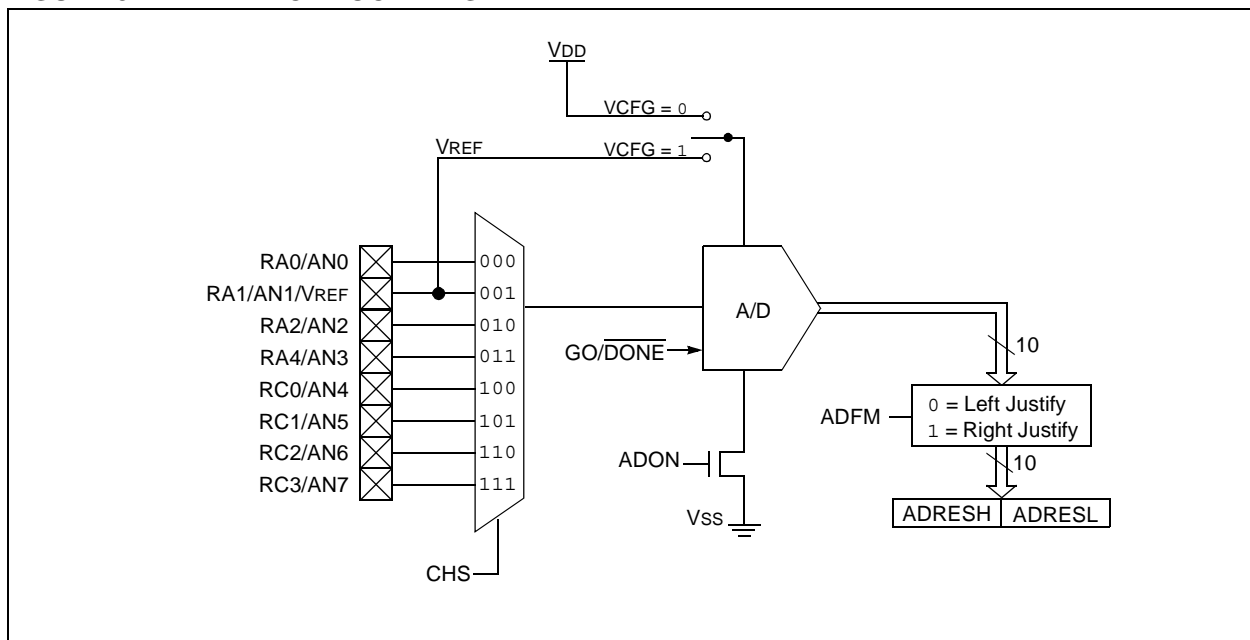 VDD
VCFG = 0
VREF
VCFG = 1
RA0/AN0
000
RA1/AN1/VREF
001
RA2/AN2
010
RA4/AN3
011
RC0/AN4
100
RC1/AN5
101
RC2/AN6
110
RC3/AN7
111
CHS
A/D
GO/DONE
ADON
VSS
10
ADFM
0 = Left Justify
1 = Right Justify
10
ADRESH
ADRESL